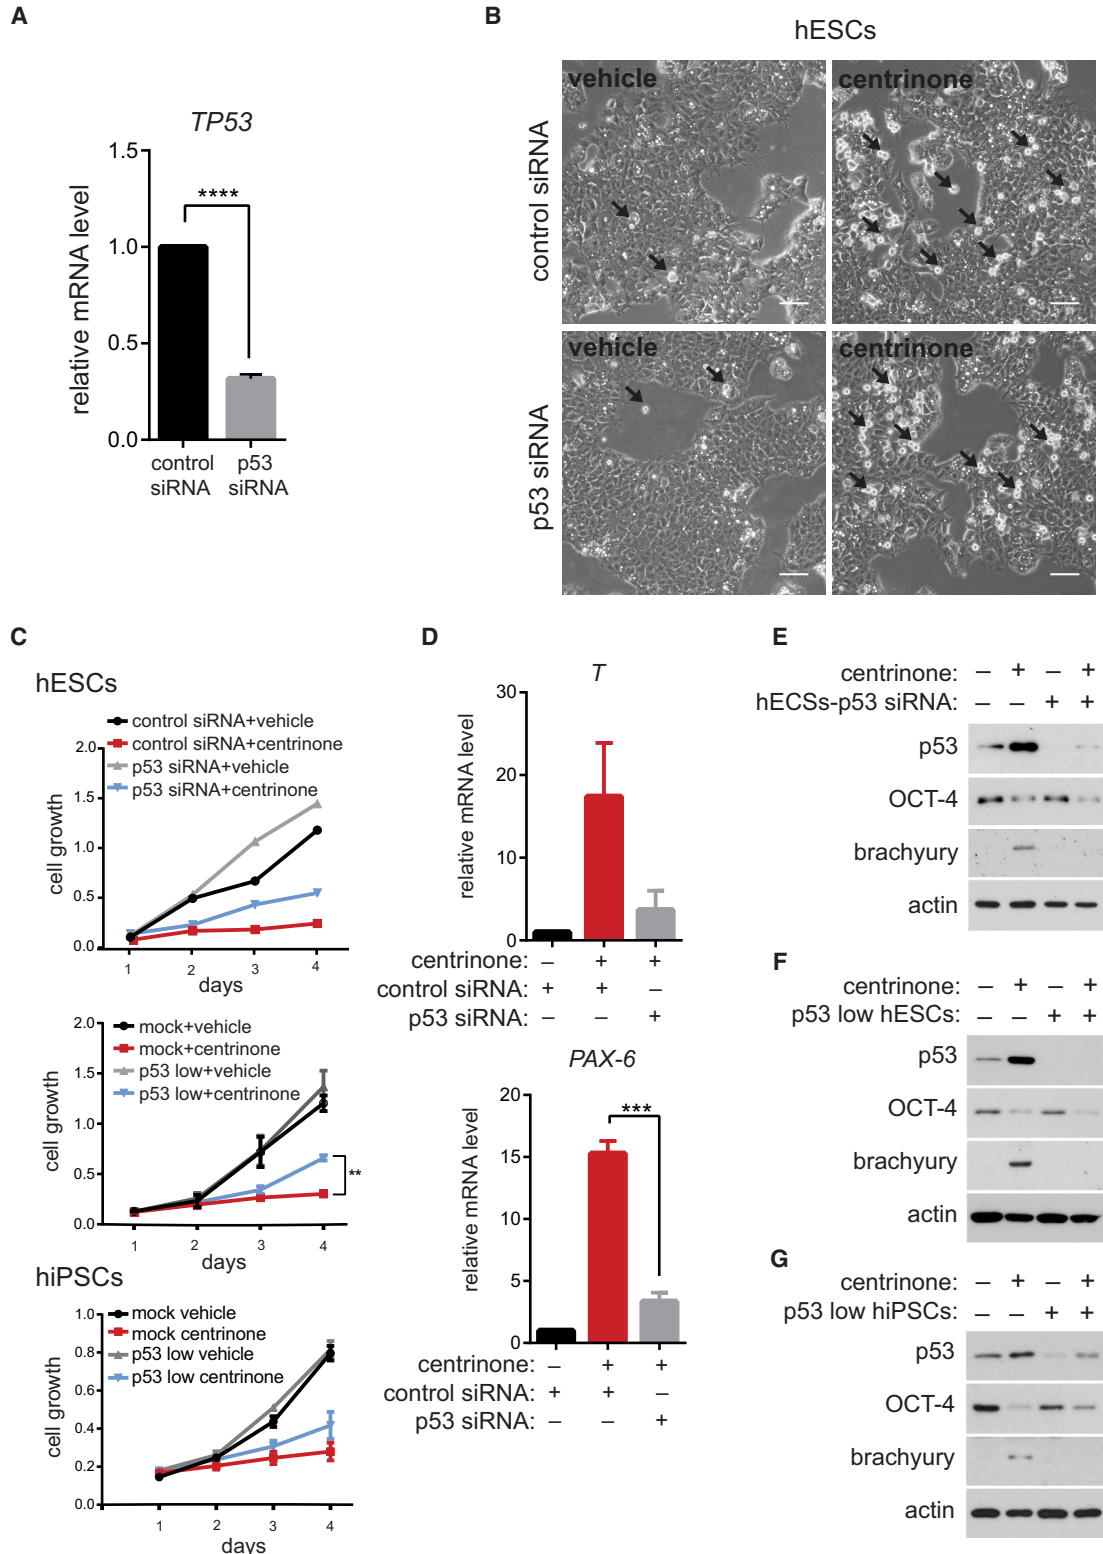 A
TP53
1.5
1.0
0.5
0.0
relative mRNA level
****
control siRNA
p53 siRNA
B
hESCs
control siRNA
p53 siRNA
vehicle
centrinone
vehicle
centrinone
C
hESCs
control siRNA+vehicle
control siRNA+centrinone
p53 siRNA+vehicle
p53 siRNA+centrinone
2.0
1.5
1.0
0.5
0.0
cell growth
1 2 3 4
days
mock+vehicle
mock+centrinone
p53 low+vehicle
p53 low+centrinone
2.0
1.5
1.0
0.5
0.0
cell growth
**
1 2 3 4
days
hiPSCs
mock vehicle
mock centrinone
p53 low vehicle
p53 low centrinone
1.0
0.8
0.6
0.4
0.2
0.0
cell growth
1 2 3 4
days
D
T
30
20
10
0
relative mRNA level
centrinone: – + +
control siRNA: + + –
p53 siRNA: – – +
PAX-6
20
15
10
5
0
relative mRNA level
***
centrinone: – + +
control siRNA: + + –
p53 siRNA: – – +
E
centrinone: – + – +
hECSs-p53 siRNA: – – + +
p53
OCT-4
brachyury
actin
F
centrinone: – + – +
p53 low hESCs: – – + +
p53
OCT-4
brachyury
actin
G
centrinone: – + – +
p53 low hiPSCs: – – + +
p53
OCT-4
brachyury
actin